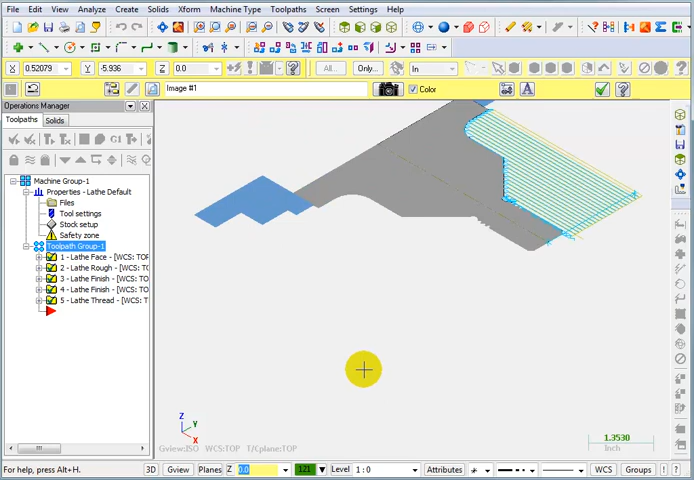 File Edit View Analyze Create Solids Xform Machine Type Toolpaths Screen Settings Help
X 0.52079 Y -5.936 Z 0.0 All... Only... In
Image #1 Color
Operations Manager
Toolpaths Solids
G1
Machine Group-1
Properties - Lathe Default
Files
Tool settings
Stock setup
Safety zone
Toolpath Group-1
1 - Lathe Face - [WCS: TOP
2 - Lathe Rough - [WCS: TO
3 - Lathe Finish - [WCS: TO
4 - Lathe Finish - [WCS: TO
5 - Lathe Thread - [WCS: T
Z
Y
X
Gview:ISO WCS:TOP T/Cplane:TOP
1.3530
Inch
For help, press Alt+H. 3D Gview Planes Z 0.0 121 Level 1 : 0 Attributes WCS Groups ?